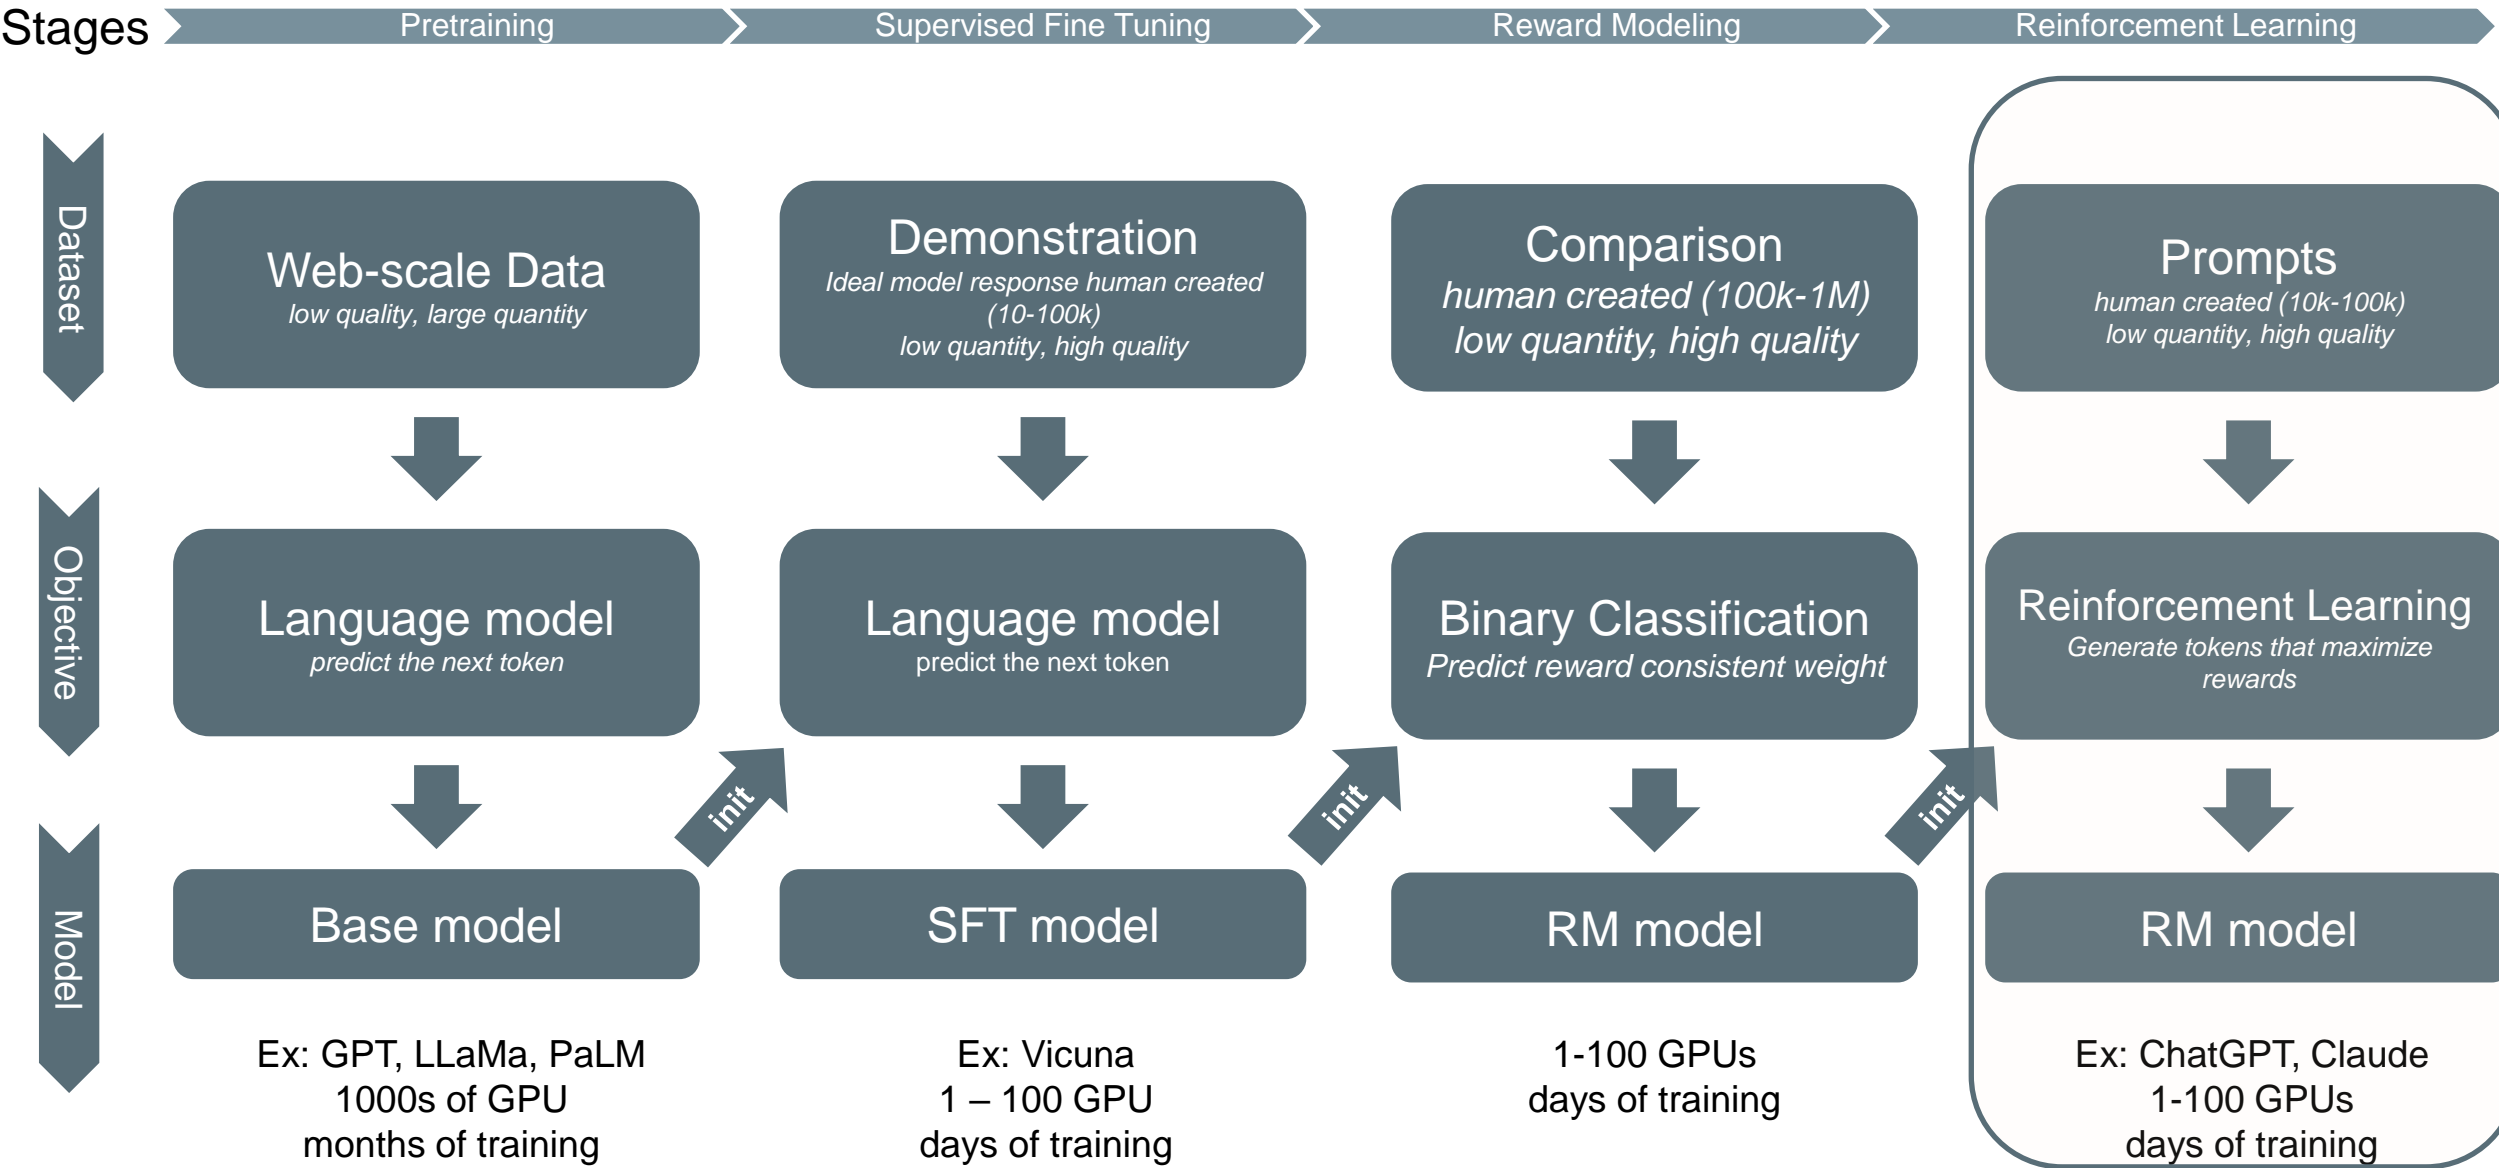 Stages
Pretraining
Supervised Fine Tuning
Reward Modeling
Reinforcement Learning
Dataset
Web-scale Data
low quality, large quantity
Demonstration
Ideal model response human created
(10-100k)
low quantity, high quality
Comparison
human created (100k-1M)
low quantity, high quality
Prompts
human created (10k-100k)
low quantity, high quality
Objective
Language model
predict the next token
Language model
predict the next token
Binary Classification
Predict reward consistent weight
Reinforcement Learning
Generate tokens that maximize
rewards
init
init
init
Model
Base model
SFT model
RM model
RM model
Ex: GPT, LLaMa, PaLM
1000s of GPU
months of training
Ex: Vicuna
1 – 100 GPU
days of training
1-100 GPUs
days of training
Ex: ChatGPT, Claude
1-100 GPUs
days of training